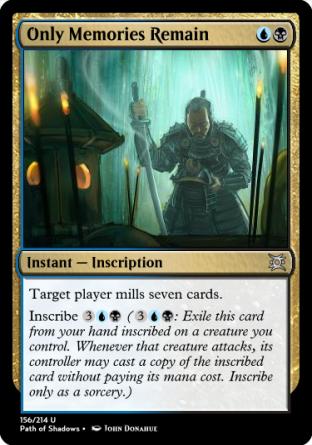 Only Memories Remain
Instant — Inscription
Target player mills seven cards.
Inscribe 3 (3 : Exile this card
from your hand inscribed on a creature you
control. Whenever that creature attacks, its
controller may cast a copy of the inscribed
card without paying its mana cost. Inscribe
only as a sorcery.)
156/214 U
Path of Shadows • John Donahue